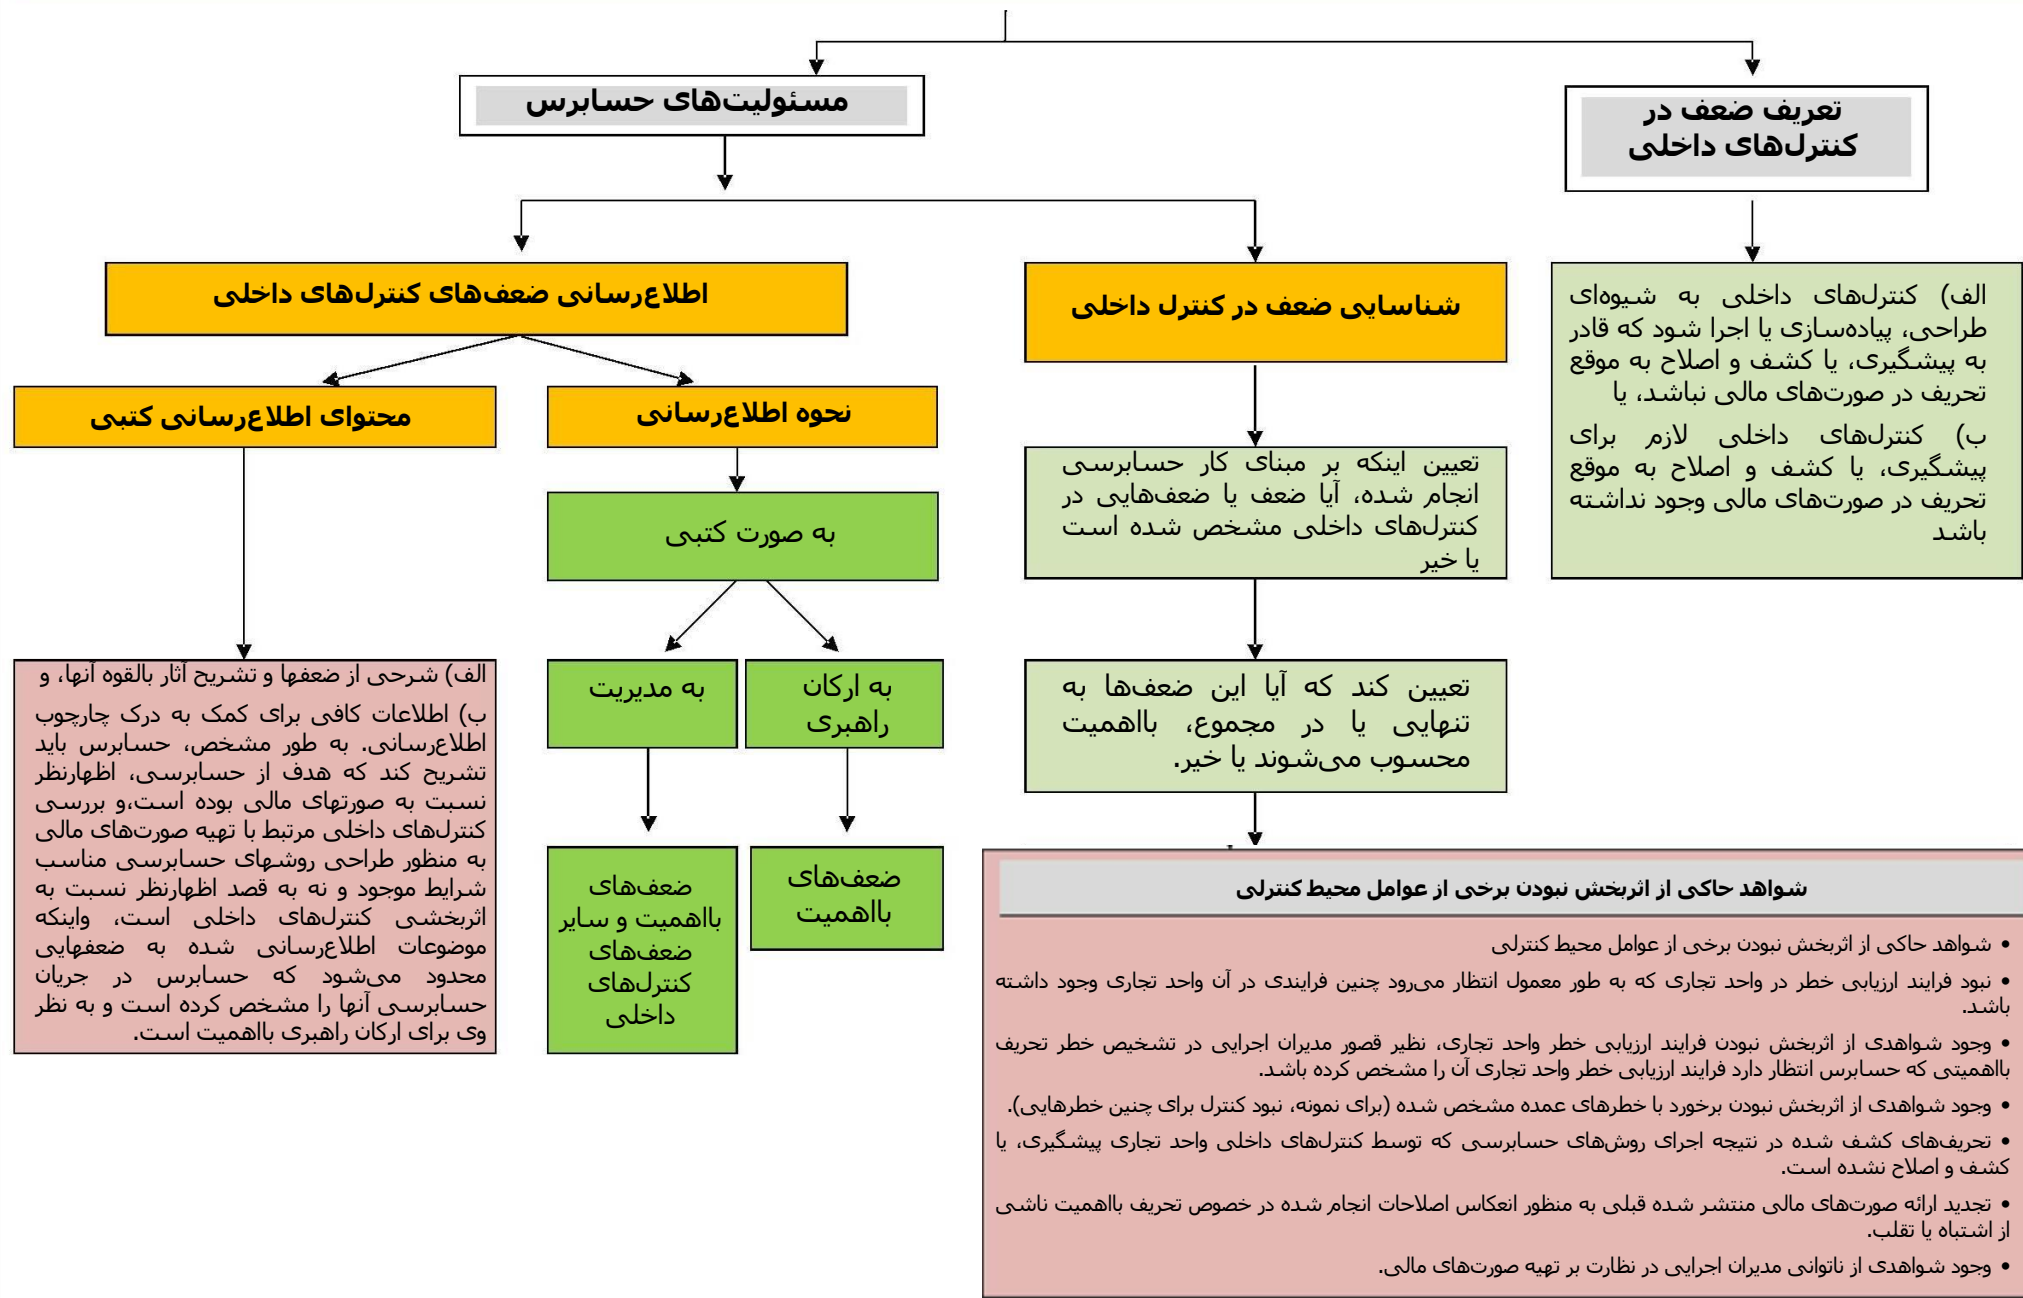 تعریف ضعف در
کنترل‌های داخلی
الف) کنترل‌های داخلی به شیوه‌ای
طراحی، پیاده‌سازی یا اجرا شود که قادر
به پیشگیری، یا کشف و اصلاح به موقع
تحریف در صورت‌های مالی نباشد، یا
ب) کنترل‌های داخلی لازم برای
پیشگیری، یا کشف و اصلاح به موقع
تحریف در صورت‌های مالی وجود نداشته
باشد
مسئولیت‌های حسابرس
شناسایی ضعف در کنترل داخلی
تعیین اینکه بر مبنای کار حسابرسی
انجام شده، آیا ضعف یا ضعف‌هایی در
کنترل‌های داخلی مشخص شده است
یا خیر
تعیین کند که آیا این ضعف‌ها به
تنهایی یا در مجموع، بااهمیت
محسوب می‌شوند یا خیر.
شواهد حاکی از اثربخش نبودن برخی از عوامل محیط کنترلی
• شواهد حاکی از اثربخش نبودن برخی از عوامل محیط کنترلی
• نبود فرایند ارزیابی خطر در واحد تجاری که به طور معمول انتظار می‌رود چنین فرایندی در آن واحد تجاری وجود داشته
باشد.
• وجود شواهدی از اثربخش نبودن فرایند ارزیابی خطر واحد تجاری، نظیر قصور مدیران اجرایی در تشخیص خطر تحریف
بااهمیتی که حسابرس انتظار دارد فرایند ارزیابی خطر واحد تجاری آن را مشخص کرده باشد.
• وجود شواهدی از اثربخش نبودن برخورد با خطرهای عمده مشخص شده (برای نمونه، نبود کنترل برای چنین خطرهایی).
• تحریف‌های کشف شده در نتیجه اجرای روش‌های حسابرسی که توسط کنترل‌های داخلی واحد تجاری پیشگیری، یا
کشف و اصلاح نشده است.
• تجدید ارائه صورت‌های مالی منتشر شده قبلی به منظور انعکاس اصلاحات انجام شده در خصوص تحریف بااهمیت ناشی
از اشتباه یا تقلب.
• وجود شواهدی از ناتوانی مدیران اجرایی در نظارت بر تهیه صورت‌های مالی.
اطلاع‌رسانی ضعف‌های کنترل‌های داخلی
نحوه اطلاع‌رسانی
به صورت کتبی
به ارکان
راهبری
ضعف‌های
بااهمیت
به مدیریت
ضعف‌های
بااهمیت و سایر
ضعف‌های
کنترل‌های
داخلی
محتوای اطلاع‌رسانی کتبی
الف) شرحی از ضعفها و تشریح آثار بالقوه آنها، و
ب) اطلاعات کافی برای کمک به درک چارچوب
اطلاع‌رسانی. به طور مشخص، حسابرس باید
تشریح کند که هدف از حسابرسی، اظهارنظر
نسبت به صورتهای مالی بوده است،و بررسی
کنترل‌های داخلی مرتبط با تهیه صورت‌های مالی
به منظور طراحی روشهای حسابرسی مناسب
شرایط موجود و نه به قصد اظهارنظر نسبت به
اثربخشی کنترل‌های داخلی است، واینکه
موضوعات اطلاع‌رسانی شده به ضعفهایی
محدود می‌شود که حسابرس در جریان
حسابرسی آنها را مشخص کرده است و به نظر
وی برای ارکان راهبری بااهمیت است.